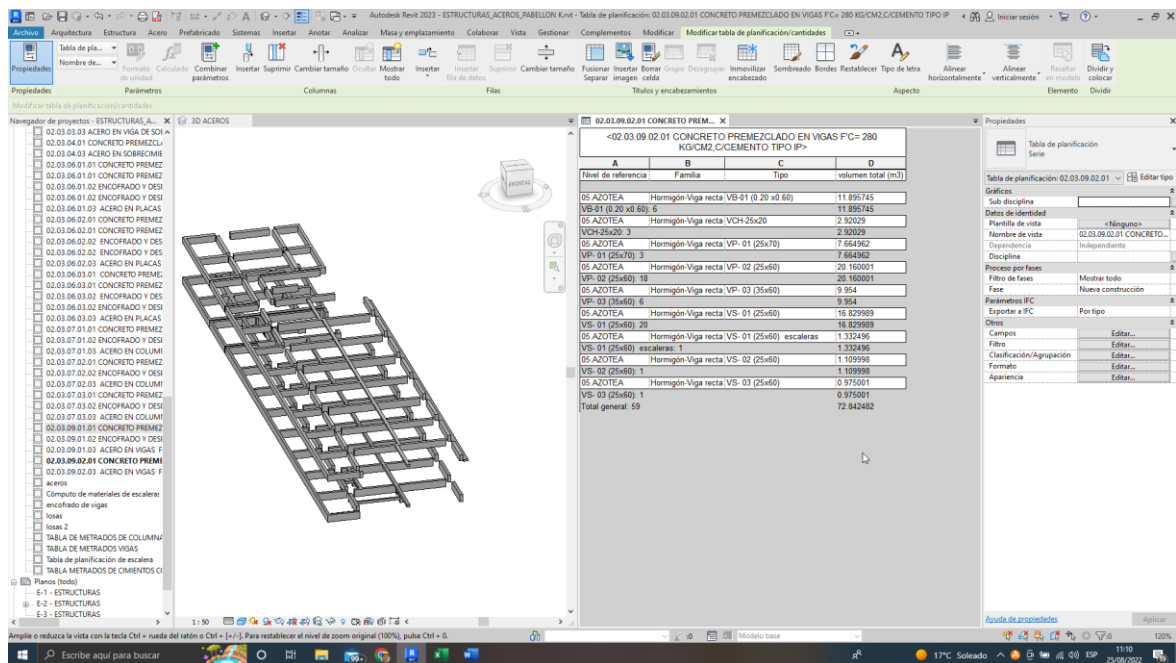 Autodesk Revit 2023 - ESTRUCTURAS_ACEROS_PABELLON K.rvt - Tabla de planificación: 02.03.09.02.01 CONCRETO PREMEZCLADO EN VIGAS F'C= 280 KG/CM2,C/CEMENTO TIPO IP
Iniciar sesión
Archivo Arquitectura Estructura Acero Prefabricado Sistemas Insertar Anotar Analizar Masa y emplazamiento Colaborar Vista Gestionar Complementos Modificar Modificar tabla de planificación/cantidades
Propiedades
Tabla de pla...
Nombre de...
Formato de unidad
Calculado
Combinar parámetros
Insertar Suprimir Cambiar tamaño Ocultar Mostrar todo
Insertar
Insertar fila de datos
Suprimir Cambiar tamaño
Fusionar Separar
Insertar imagen
Borrar celda
Grupo Desagrupar
Inmovilizar encabezado
Sombreado Bordes Restablecer Tipo de letra
Alinear horizontalmente
Alinear verticalmente
Resaltar en modelo
Dividir y colocar
Propiedades Parámetros Columnas Filas Títulos y encabezamientos Aspecto Elemento Dividir
Modificar tabla de planificación/cantidades
Navegador de proyectos - ESTRUCTURAS_A...
02.03.03.03 ACERO EN VIGA DE SO
02.03.04.01 CONCRETO PREMEZCL
02.03.04.03 ACERO EN SOBRECIMIE
02.03.06.01.01 CONCRETO PREMEZ
02.03.06.01.01 CONCRETO PREMEZ
02.03.06.01.02 ENCOFRADO Y DESE
02.03.06.01.02 ENCOFRADO Y DESE
02.03.06.01.03 ACERO EN PLACAS
02.03.06.02.01 CONCRETO PREMEZ
02.03.06.02.01 CONCRETO PREMEZ
02.03.06.02.02 ENCOFRADO Y DES
02.03.06.02.02 ENCOFRADO Y DES
02.03.06.02.03 ACERO EN PLACAS
02.03.06.03.01 CONCRETO PREMEZ
02.03.06.03.01 CONCRETO PREMEZ
02.03.06.03.02 ENCOFRADO Y DESE
02.03.06.03.02 ENCOFRADO Y DESE
02.03.06.03.03 ACERO EN PLACAS
02.03.07.01.01 CONCRETO PREMEZ
02.03.07.01.02 ENCOFRADO Y DESE
02.03.07.01.03 ACERO EN COLUM
02.03.07.02.01 CONCRETO PREMEZ
02.03.07.02.02 ENCOFRADO Y DESE
02.03.07.02.03 ACERO EN COLUM
02.03.07.03.01 CONCRETO PREMEZ
02.03.07.03.02 ENCOFRADO Y DESE
02.03.07.03.03 ACERO EN COLUM
02.03.09.01.01 CONCRETO PREMEZ
02.03.09.01.02 ENCOFRADO Y DESE
02.03.09.01.03 ACERO EN VIGAS F
02.03.09.02.01 CONCRETO PREME
02.03.09.02.03 ACERO EN VIGAS F
aceros
Cómputo de materiales de escaleras
encofrado de vigas
losas
losas 2
TABLA DE METRADOS DE COLUMNA
TABLA DE METRADOS VIGAS
Tabla de planificación de escalera
TABLA METRADOS DE CIMIENTOS CO
Planos (todo)
E-1 - ESTRUCTURAS
E-2 - ESTRUCTURAS
E-3 - ESTRUCTURAS
3D ACEROS
FRONTAL
1 : 50
02.03.09.02.01 CONCRETO PREM...
<02.03.09.02.01 CONCRETO PREMEZCLADO EN VIGAS F'C= 280
KG/CM2,C/CEMENTO TIPO IP>
A B C D
Nivel de referencia Familia Tipo volumen total (m3)
05.AZOTEA Hormigón-Viga recta VB-01 (0.20 x0.60) 11.895745
VB-01 (0.20 x0.60): 6 11.895745
05.AZOTEA Hormigón-Viga recta VCH-25x20 2.92029
VCH-25x20: 3 2.92029
05.AZOTEA Hormigón-Viga recta VP- 01 (25x70) 7.664962
VP- 01 (25x70): 3 7.664962
05.AZOTEA Hormigón-Viga recta VP- 02 (25x60) 20.160001
VP- 02 (25x60): 18 20.160001
05.AZOTEA Hormigón-Viga recta VP- 03 (35x60) 9.954
VP- 03 (35x60): 6 9.954
05.AZOTEA Hormigón-Viga recta VS- 01 (25x60) 16.829989
VS- 01 (25x60): 20 16.829989
05.AZOTEA Hormigón-Viga recta VS- 01 (25x60) escaleras 1.332496
VS- 01 (25x60) escaleras: 1 1.332496
05.AZOTEA Hormigón-Viga recta VS- 02 (25x60) 1.109998
VS- 02 (25x60): 1 1.109998
05.AZOTEA Hormigón-Viga recta VS- 03 (25x60) 0.975001
VS- 03 (25x60): 1 0.975001
Total general: 59 72.842482
Propiedades
Tabla de planificación
Serie
Tabla de planificación: 02.03.09.02.01 Editar tipo
Gráficos
Sub disciplina
Datos de identidad
Plantilla de vista <Ninguno>
Nombre de vista 02.03.09.02.01 CONCRETO...
Dependencia Independiente
Disciplina
Proceso por fases
Filtro de fases Mostrar todo
Fase Nueva construcción
Parámetros IFC
Exportar a IFC Por tipo
Otros
Campos Editar...
Filtro Editar...
Clasificación/Agrupación Editar...
Formato Editar...
Apariencia Editar...
Ayuda de propiedades Aplicar
Amplíe o reduzca la vista con la tecla Ctrl + rueda del ratón o Ctrl + [+/-]. Para restablecer el nivel de zoom original (100%), pulse Ctrl + 0.
:0
Modelo base
:0
120%
Escribe aquí para buscar
17°C Soleado
ESP
11:10
25/08/2022